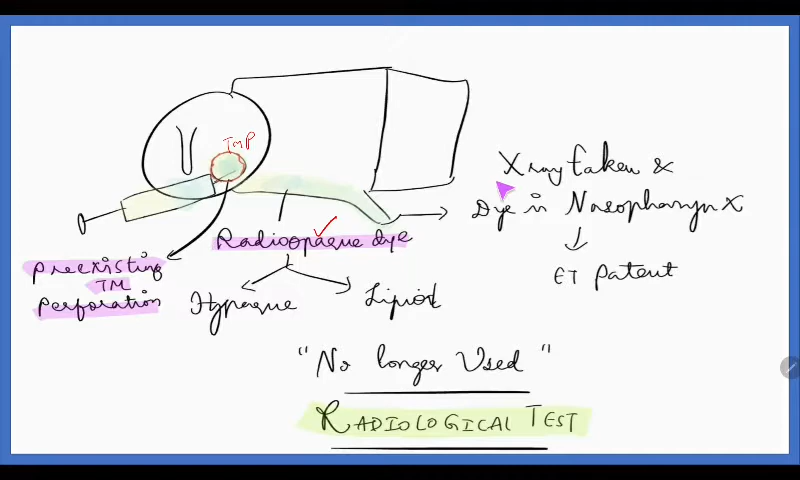 TMP
X ray taken &
Dye in Nasopharynx
ET patent
Radioopaque dye
Preexisting
TM
perforation
Hypaque
"No longer Used"
RADIOLOGICAL TEST